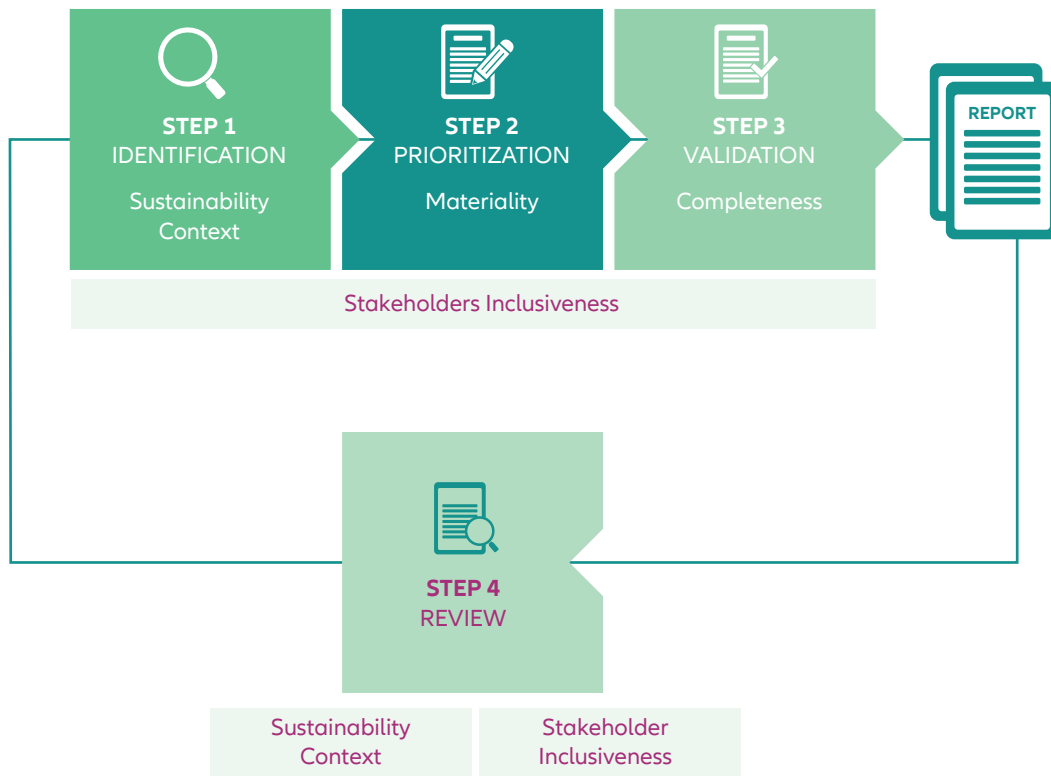 STEP 1
IDENTIFICATION
Sustainability
Context
STEP 2
PRIORITIZATION
Materiality
STEP 3
VALIDATION
Completeness
REPORT
Stakeholders Inclusiveness
STEP 4
REVIEW
Sustainability
Context
Stakeholder
Inclusiveness